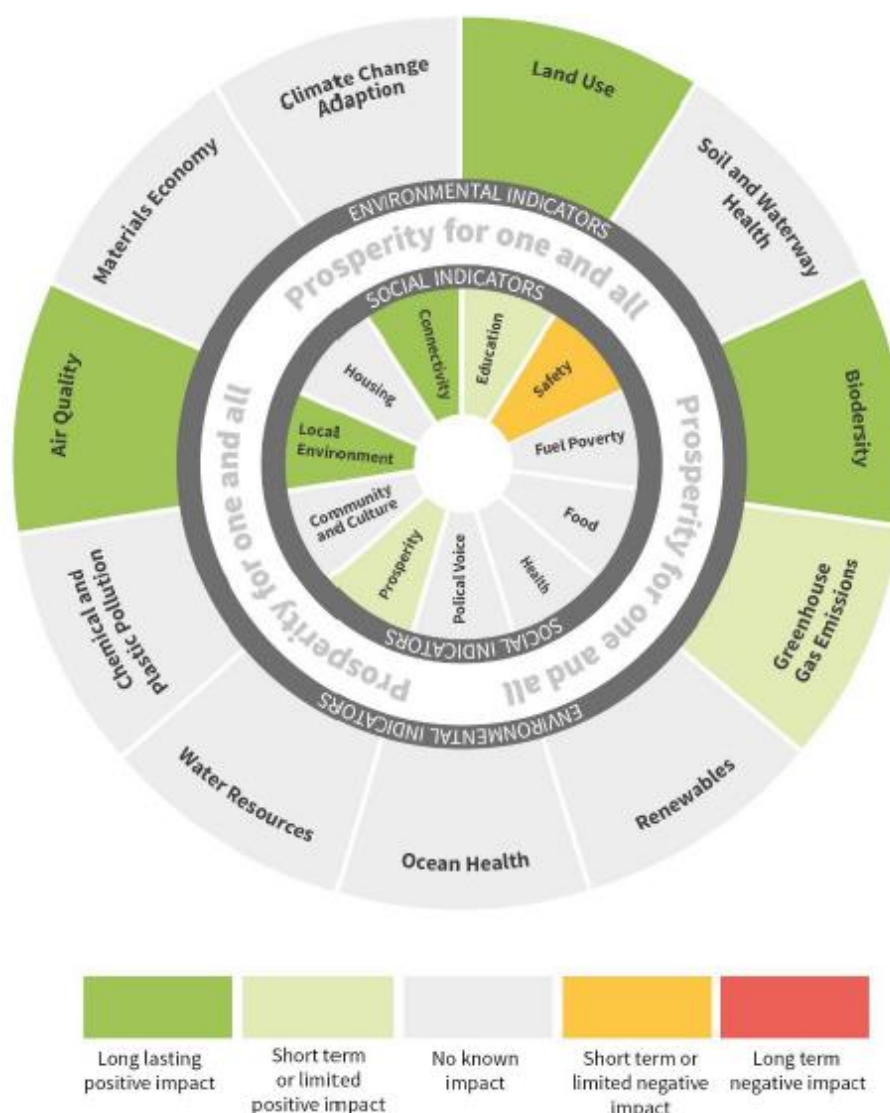 Climate Change
Adaption
Land Use
Soil and Waterway
Health
Biodersity
Greenhouse
Gas Emissions
Renewables
Ocean Health
Water Resources
Chemical and
Plastic Pollution
Air Quality
Materials Economy
ENVIRONMENTAL INDICATORS
Prosperity for one and all
Prosperity for one and all
Prosperity for one and all
ENVIRONMENTAL INDICATORS
SOCIAL INDICATORS
Connectivity
Education
Safety
Fuel Poverty
Food
Health
Polical Voice
Prosperity
Community
and Culture
Local
Environment
Housing
SOCIAL INDICATORS
Prosperity
Long lasting
positive impact
Short term
or limited
positive impact
No known
impact
Short term or
limited negative
impact
Long term
negative impact